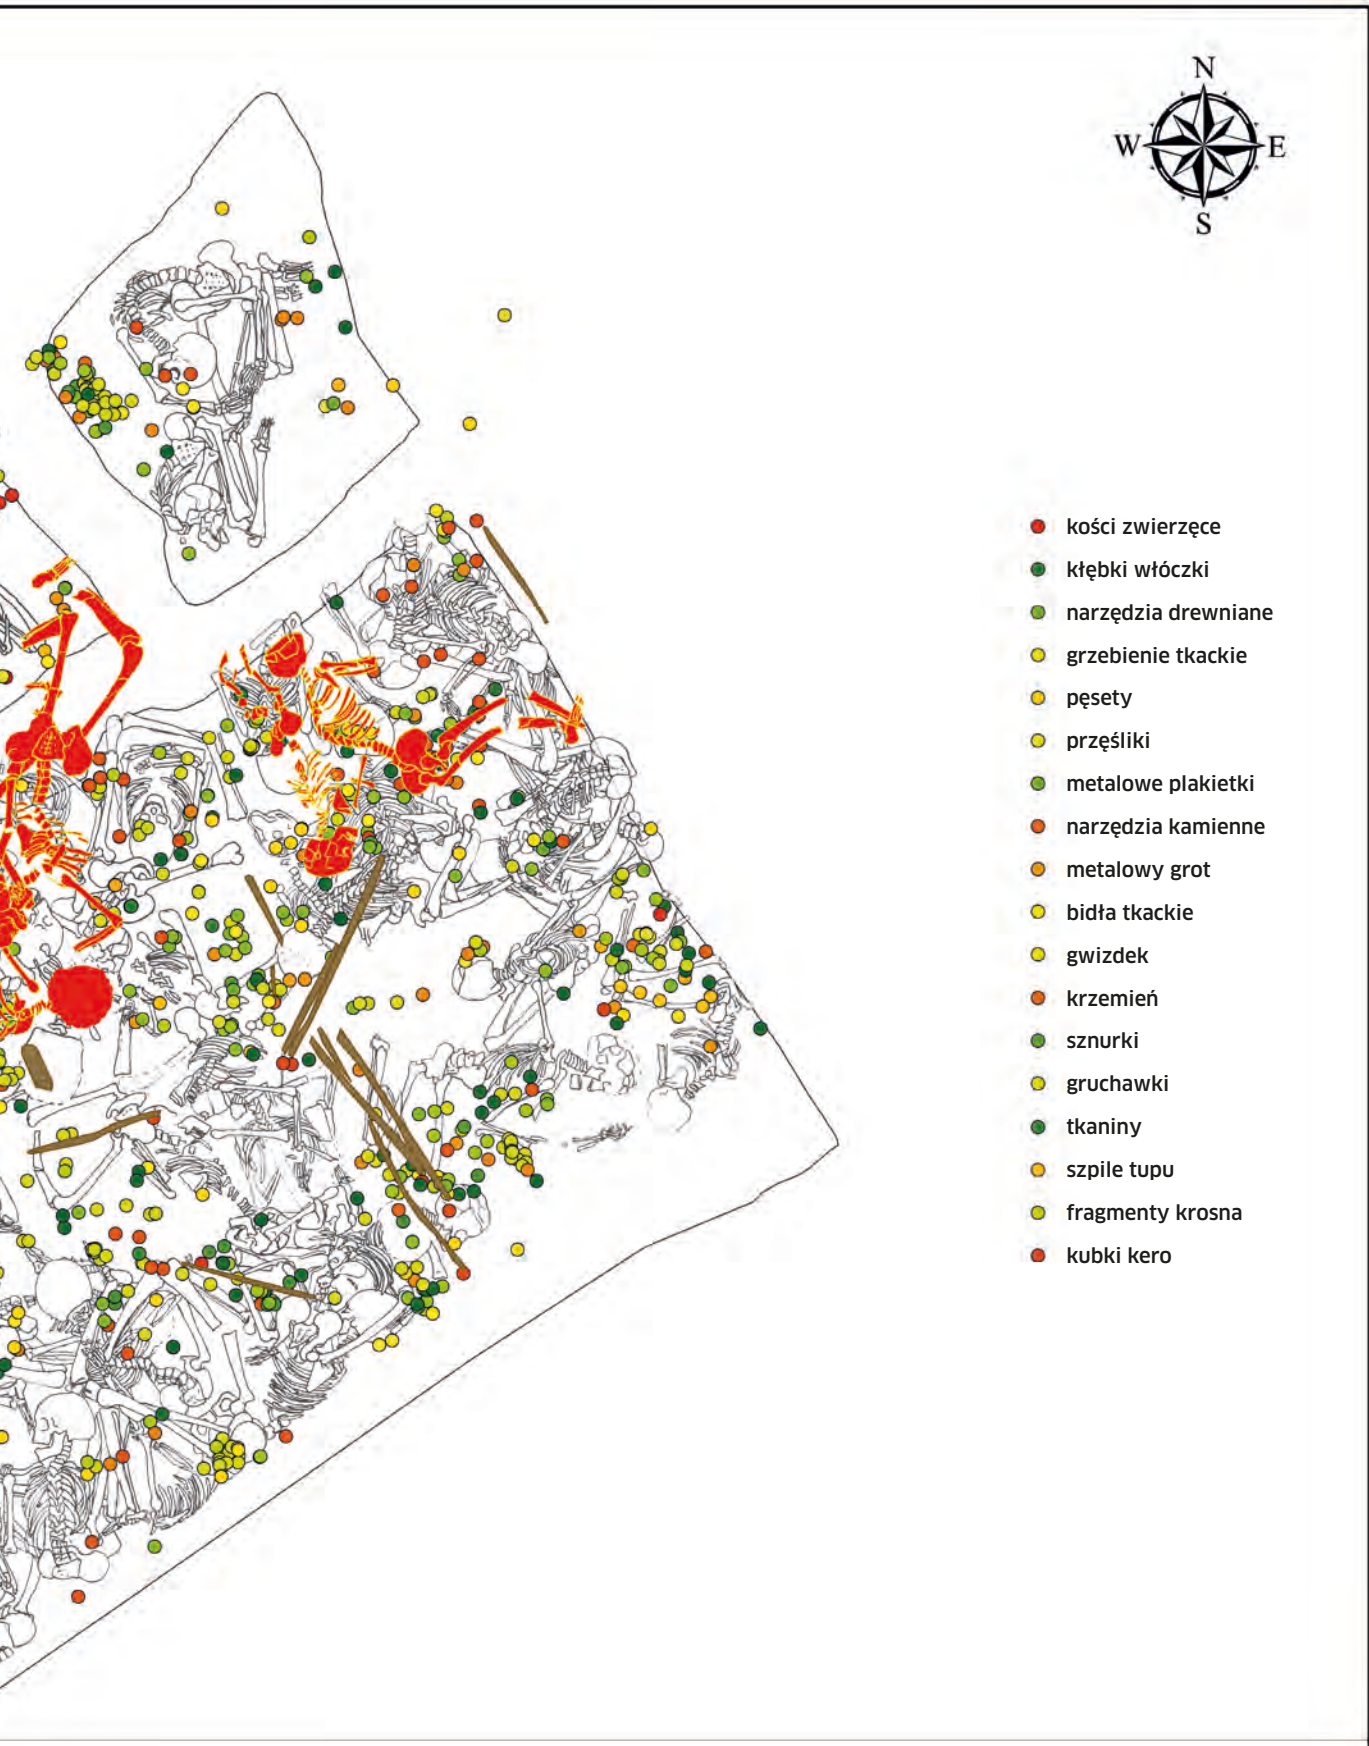 N
W E
S
kości zwierzęce
kłębki włóczki
narzędzia drewniane
grzebienie tkackie
pęsety
przęśliki
metalowe plakietki
narzędzia kamienne
metalowy grot
bidła tkackie
gwizdek
krzemień
sznurki
gruchawki
tkaniny
szpile tupu
fragmenty krosna
kubki kero